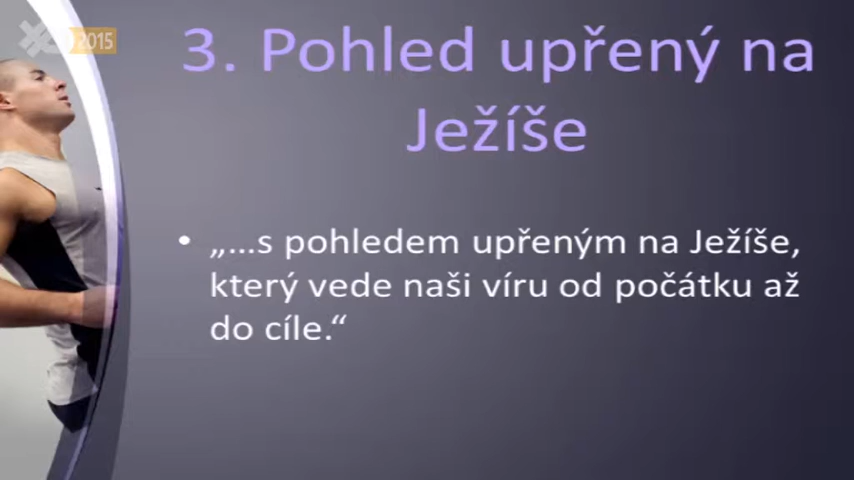 2015
3. Pohled upřený na
Ježíše
• „…s pohledem upřeným na Ježíše,
který vede naši víru od počátku až
do cíle.“